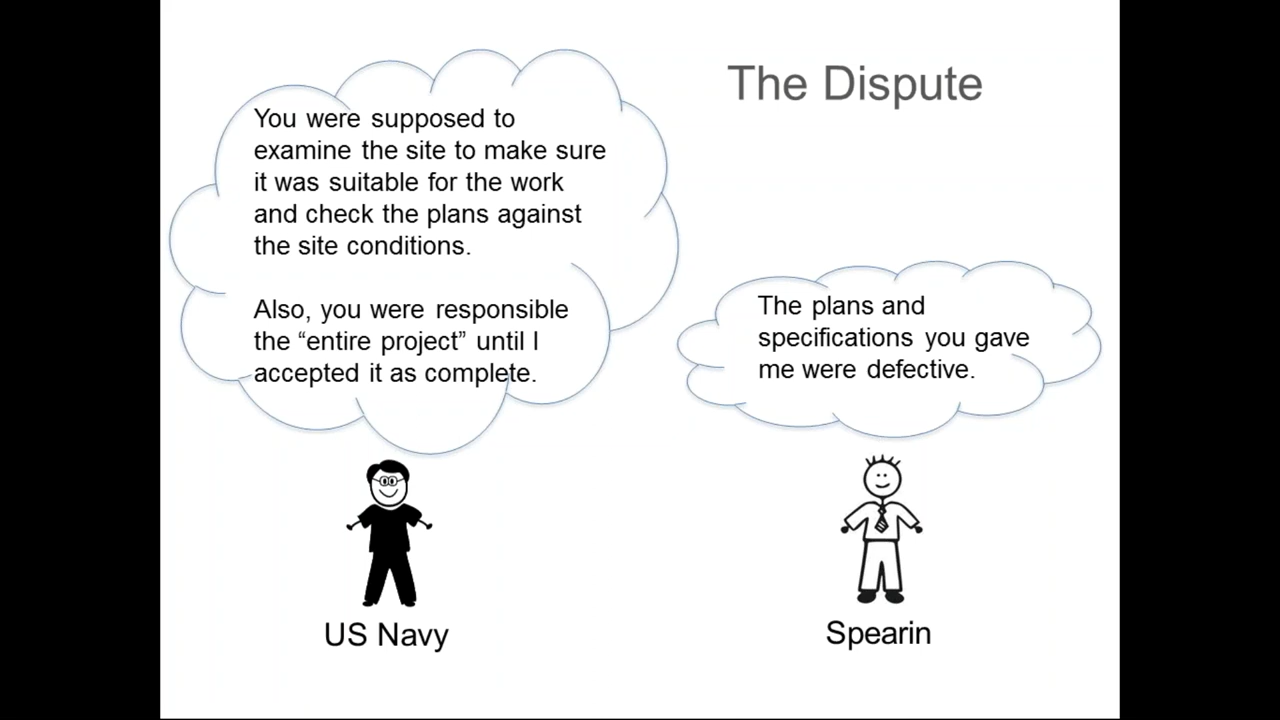 The Dispute
You were supposed to
examine the site to make sure
it was suitable for the work
and check the plans against
the site conditions.
Also, you were responsible
the “entire project” until I
accepted it as complete.
The plans and
specifications you gave
me were defective.
US Navy
Spearin